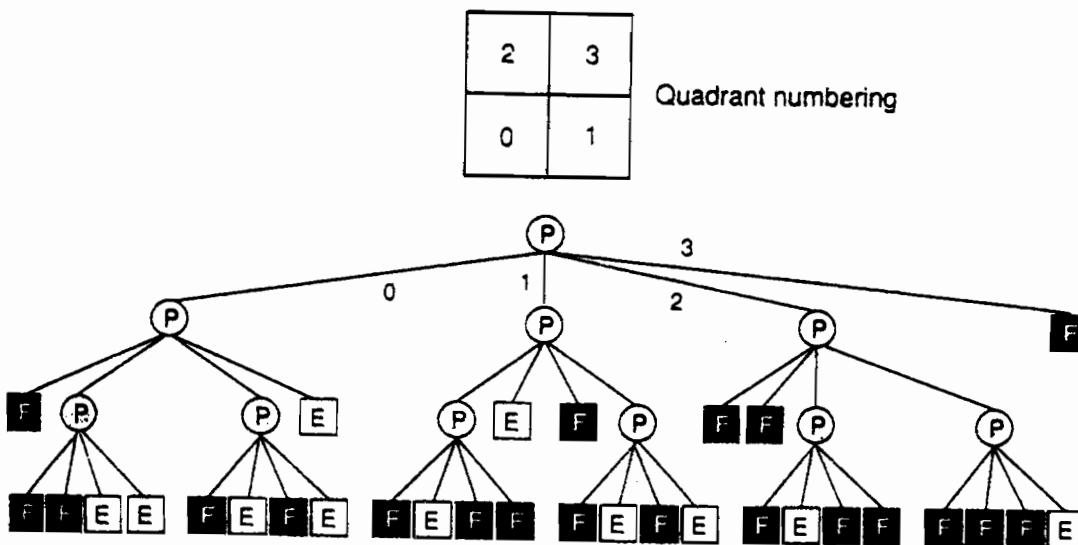 2 3
Quadrant numbering
0 1
P
3
0 1 2
P P P F
F P P E P E F P F F P P
F F E E F E F E F E F F F E F E F E F F F F F E